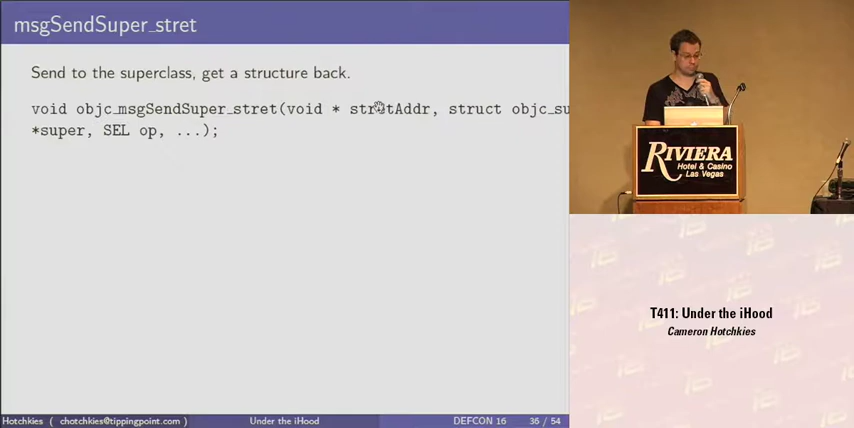 msgSendSuper_stret
Send to the superclass, get a structure back.
void objc_msgSendSuper_stret(void * stretAddr, struct objc_su
*super, SEL op, ...);
Hotchkies ( chotchkies@tippingpoint.com ) Under the iHood DEFCON 16 36 / 54
RIVIERA
Hotel & Casino
Las Vegas
T411: Under the iHood
Cameron Hotchkies